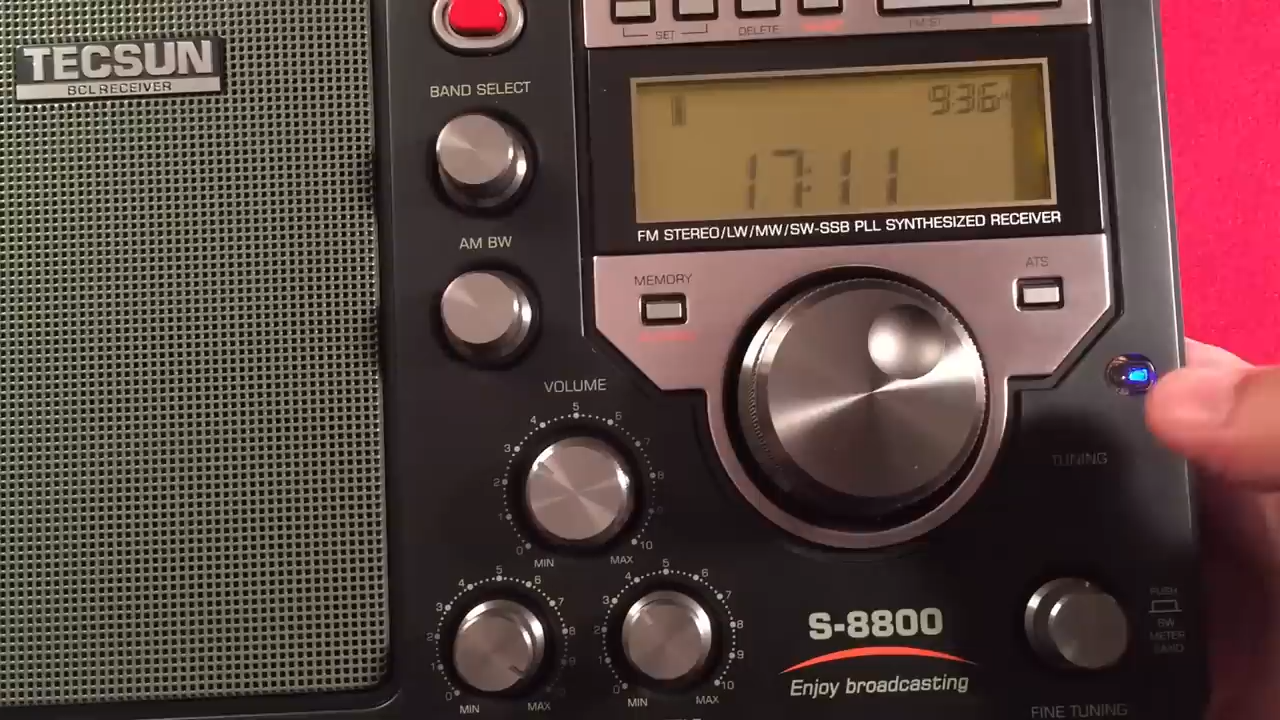 TECSUN
BCL RECEIVER
SET
DELETE
FM ST.
BAND SELECT
936
17:11
FM STEREO/LW/MW/SW-SSB PLL SYNTHESIZED RECEIVER
AM BW
MEMORY
ATS
VOLUME
0 1 2 3 4 5 6 7 8 10
MIN MAX
TUNING
0 1 2 3 4 5 6 7 8 9 10
MIN MAX
0 1 2 3 4 5 6 7 8 9 10
MIN MAX
S-8800
Enjoy broadcasting
PUSH
SW
METER
BAND
FINE TUNING